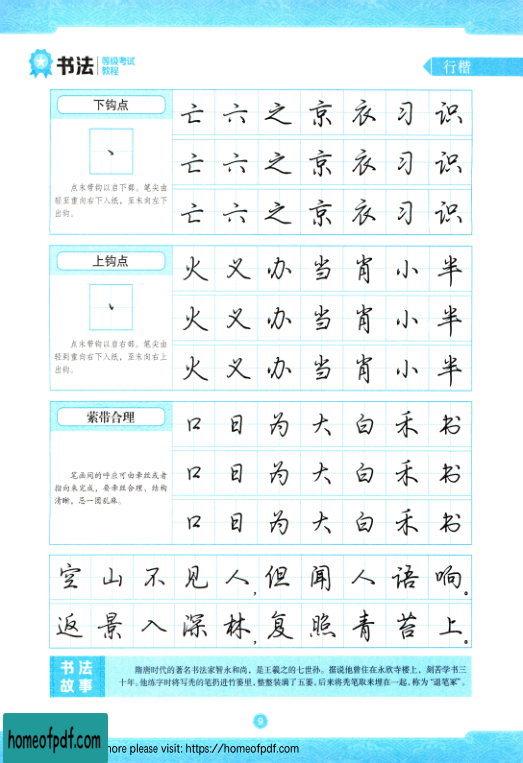 书法 等级考试
教程
行楷
下钩点
亡六之京衣习识
亡六之京衣习识
亡六之京衣习识
点末带钩以启下部。笔尖由
轻至重向右下入纸，至末向左下
出钩。
上钩点
火义办当肖小半
火义办当肖小半
火义办当肖小半
点末带钩以启右部。笔尖由
轻到重向右下入纸，至末向右上
出钩。
萦带合理
口日为大白禾书
口日为大白禾书
口日为大白禾书
笔画间的呼应可由牵丝或者
指向来完成，要牵丝合理、结构
清晰，忌一团乱麻。
空山不见人，但闻人语响。
返景入深林，复照青苔上。
书法
故事
隋唐时代的著名书法家智永和尚，是王羲之的七世孙。据说他曾住在永欣寺楼上，刻苦学书三
十年。他练字时将写秃的笔扔进竹篓里，整整装满了五篓，后来将秃笔取来埋在一起，称为“退笔冢”。
9
homeofpdf.com
more please visit: https://homeofpdf.com